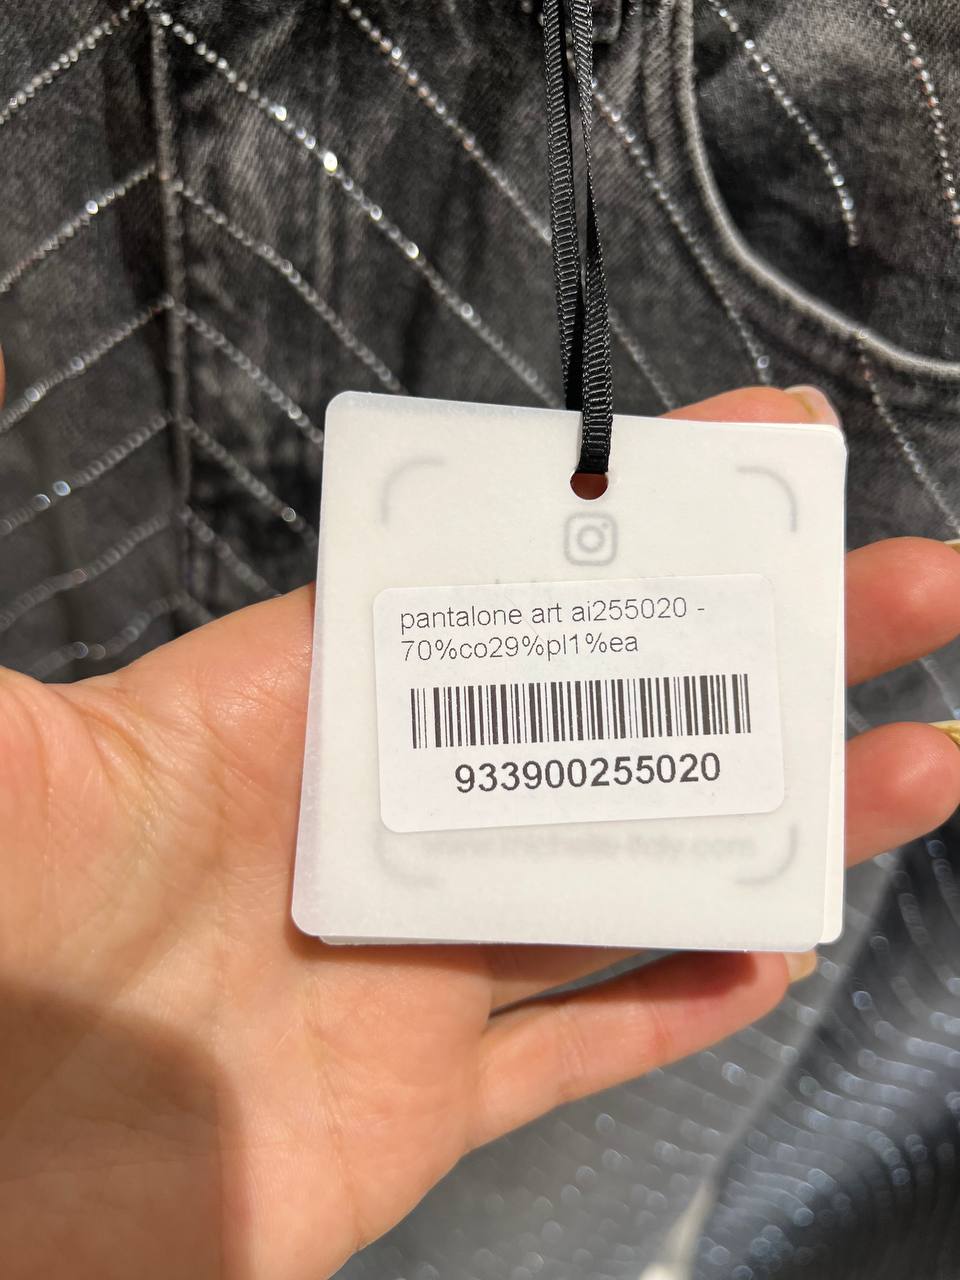 pantalone art ai255020 -
70%co29%pl1%ea
933900255020